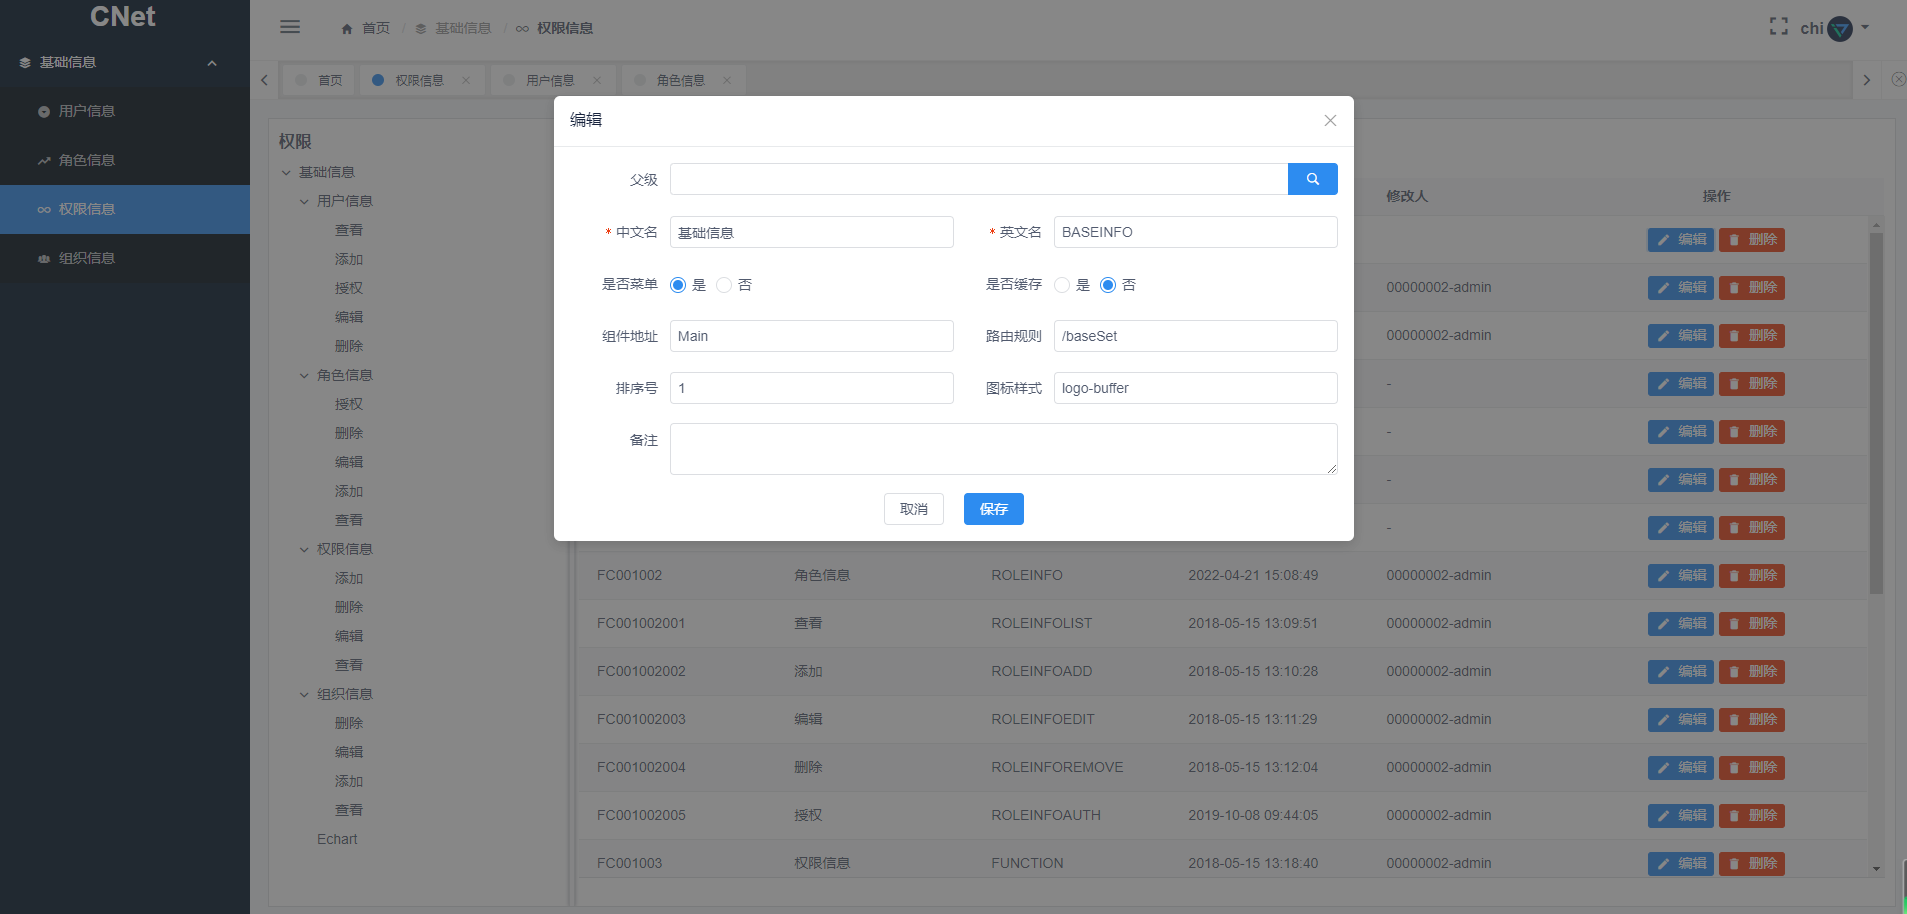 CNet
基础信息
用户信息
角色信息
权限信息
组织信息
首页 / 基础信息 / 权限信息
chi
首页 权限信息 用户信息 角色信息
权限
基础信息
用户信息
查看
添加
授权
编辑
删除
角色信息
授权
删除
编辑
添加
查看
权限信息
添加
删除
编辑
查看
组织信息
删除
编辑
添加
查看
Echart
编辑
父级
* 中文名 基础信息 * 英文名 BASEINFO
是否菜单 是 否 是否缓存 是 否
组件地址 Main 路由规则 /baseSet
排序号 1 图标样式 logo-buffer
备注
取消 保存
修改人 操作
编辑 删除
00000002-admin 编辑 删除
00000002-admin 编辑 删除
- 编辑 删除
- 编辑 删除
- 编辑 删除
- 编辑 删除
FC001002 角色信息 ROLEINFO 2022-04-21 15:08:49 00000002-admin 编辑 删除
FC001002001 查看 ROLEINFOLIST 2018-05-15 13:09:51 00000002-admin 编辑 删除
FC001002002 添加 ROLEINFOADD 2018-05-15 13:10:28 00000002-admin 编辑 删除
FC001002003 编辑 ROLEINFOEDIT 2018-05-15 13:11:29 00000002-admin 编辑 删除
FC001002004 删除 ROLEINFOREMOVE 2018-05-15 13:12:04 00000002-admin 编辑 删除
FC001002005 授权 ROLEINFOAUTH 2019-10-08 09:44:05 00000002-admin 编辑 删除
FC001003 权限信息 FUNCTION 2018-05-15 13:18:40 00000002-admin 编辑 删除